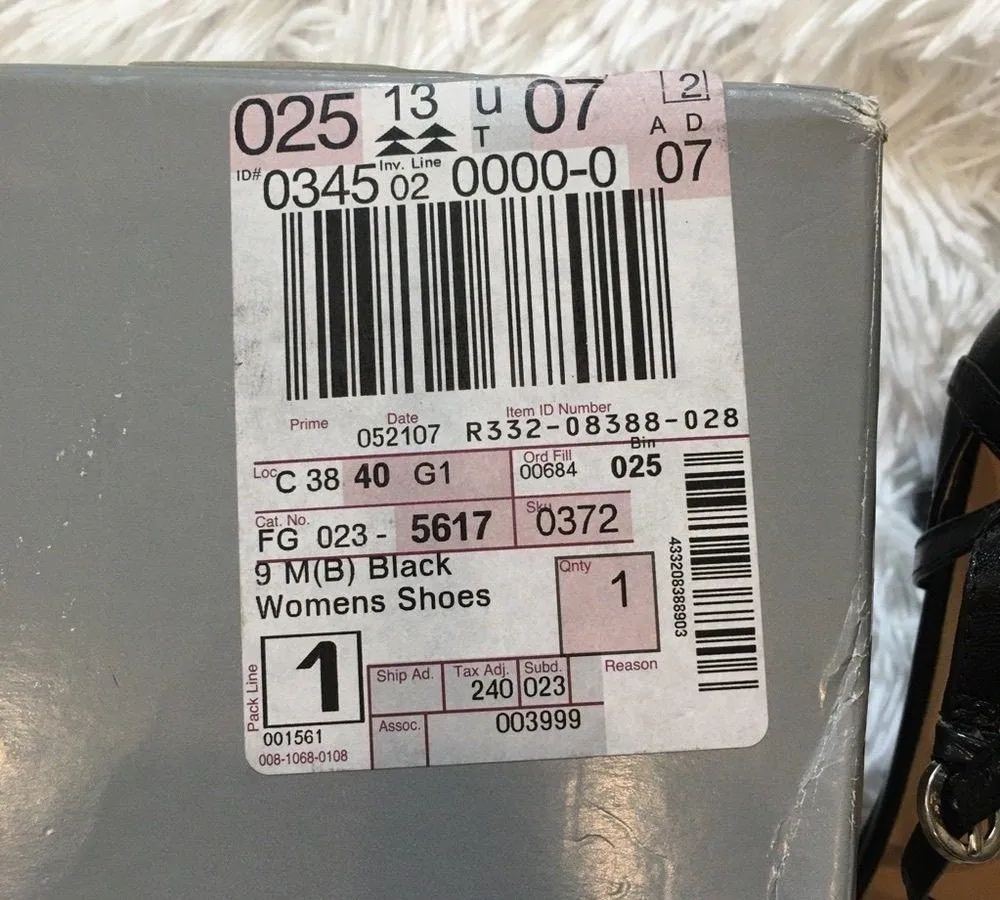 025 13 U 07 2
T A D
Inv. Line
ID# 0345 02 0000-0 07
Prime Date Item ID Number
052107 R332-08388-028
Loc C 38 40 G1 Ord Fill 00684 Bin 025
Cat. No. FG 023 - 5617 Sku 0372
9 M(B) Black
Womens Shoes
Qnty 1
433208388903
Pack Line 1
Ship Ad. Tax Adj. 240 Subd. 023 Reason
Assoc. 003999
001561
008-1068-0108